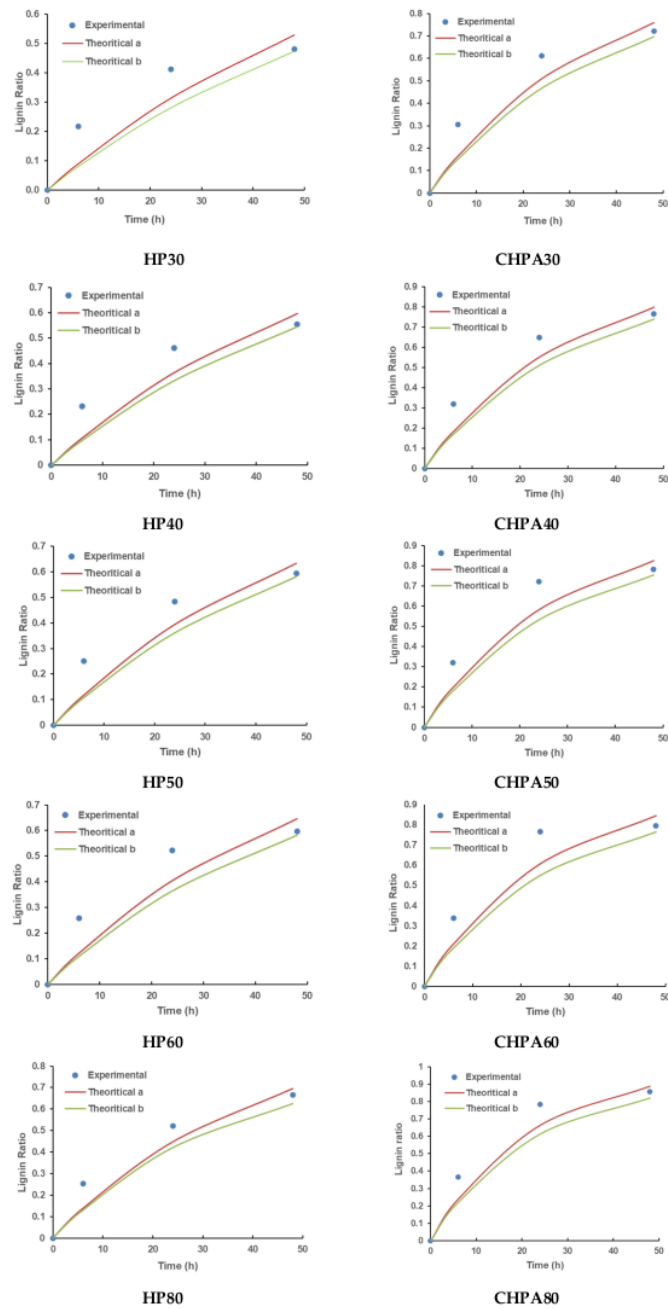 0.6
0.5
0.4
0.3
0.2
0.1
0.0
Lignin Ratio
Experimental
Theoritical a
Theoritical b
0 10 20 30 40 50
Time (h)
HP30
0.8
0.7
0.6
0.5
0.4
0.3
0.2
0.1
0
Lignin Ratio
Experimental
Theoritical a
Theoritical b
0 10 20 30 40 50
Time (h)
CHPA30
0.7
0.6
0.5
0.4
0.3
0.2
0.1
0
Lignin Ratio
Experimental
Theoritical a
Theoritical b
0 10 20 30 40 50
Time (h)
HP40
0.9
0.8
0.7
0.6
0.5
0.4
0.3
0.2
0.1
0
Lignin Ratio
Experimental
Theoritical a
Theoritical b
0 10 20 30 40 50
Time (h)
CHPA40
0.7
0.6
0.5
0.4
0.3
0.2
0.1
0
Lignin Ratio
Experimental
Theoritical a
Theoritical b
0 10 20 30 40 50
Time (h)
HP50
0.9
0.8
0.7
0.6
0.5
0.4
0.3
0.2
0.1
0
Lignin Ratio
Experimental
Theoritical a
Theoritical b
0 10 20 30 40 50
Time (h)
CHPA50
0.7
0.6
0.5
0.4
0.3
0.2
0.1
0
Lignin Ratio
Experimental
Theoritical a
Theoritical b
0 10 20 30 40 50
Time (h)
HP60
0.9
0.8
0.7
0.6
0.5
0.4
0.3
0.2
0.1
0
Lignin Ratio
Experimental
Theoritical a
Theoritical b
0 10 20 30 40 50
Time (h)
CHPA60
0.8
0.7
0.6
0.5
0.4
0.3
0.2
0.1
0
Lignin Ratio
Experimental
Theoritical a
Theoritical b
0 10 20 30 40 50
Time (h)
HP80
1
0.9
0.8
0.7
0.6
0.5
0.4
0.3
0.2
0.1
0
Lignin ratio
Experimental
Theoritical a
Theoritical b
0 10 20 30 40 50
Time (h)
CHPA80